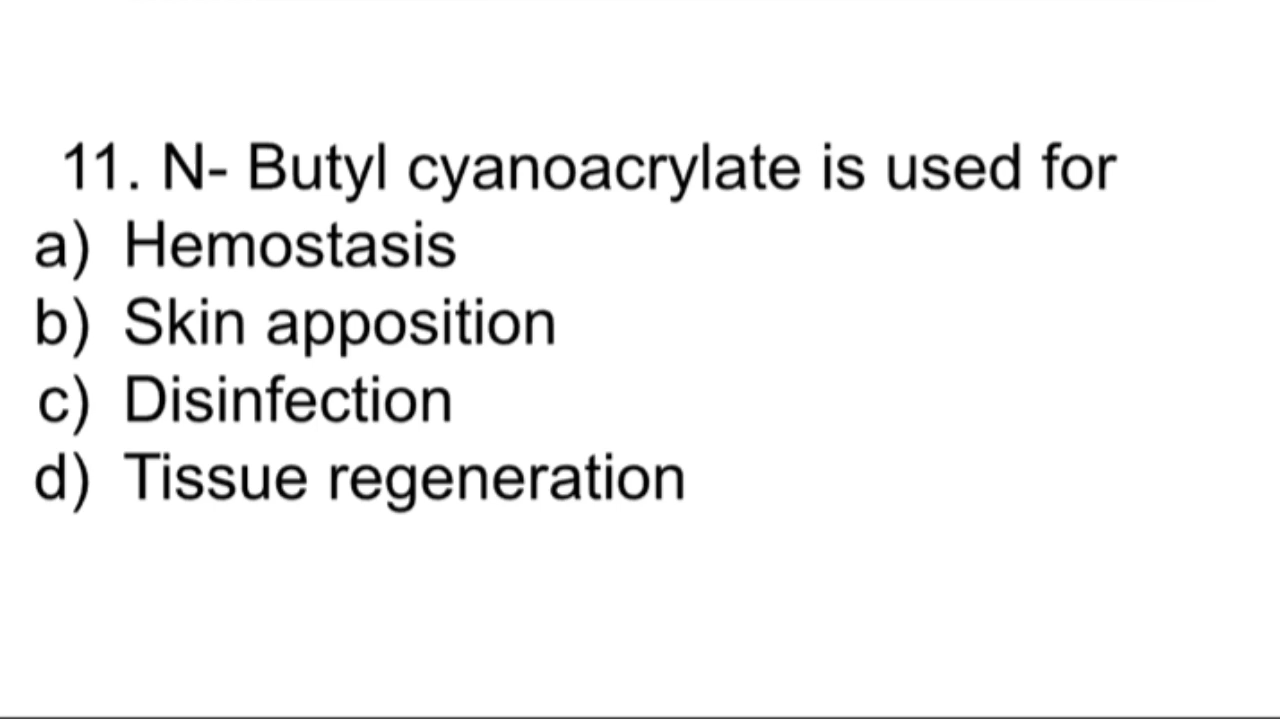 11. N- Butyl cyanoacrylate is used for
a) Hemostasis
b) Skin apposition
c) Disinfection
d) Tissue regeneration